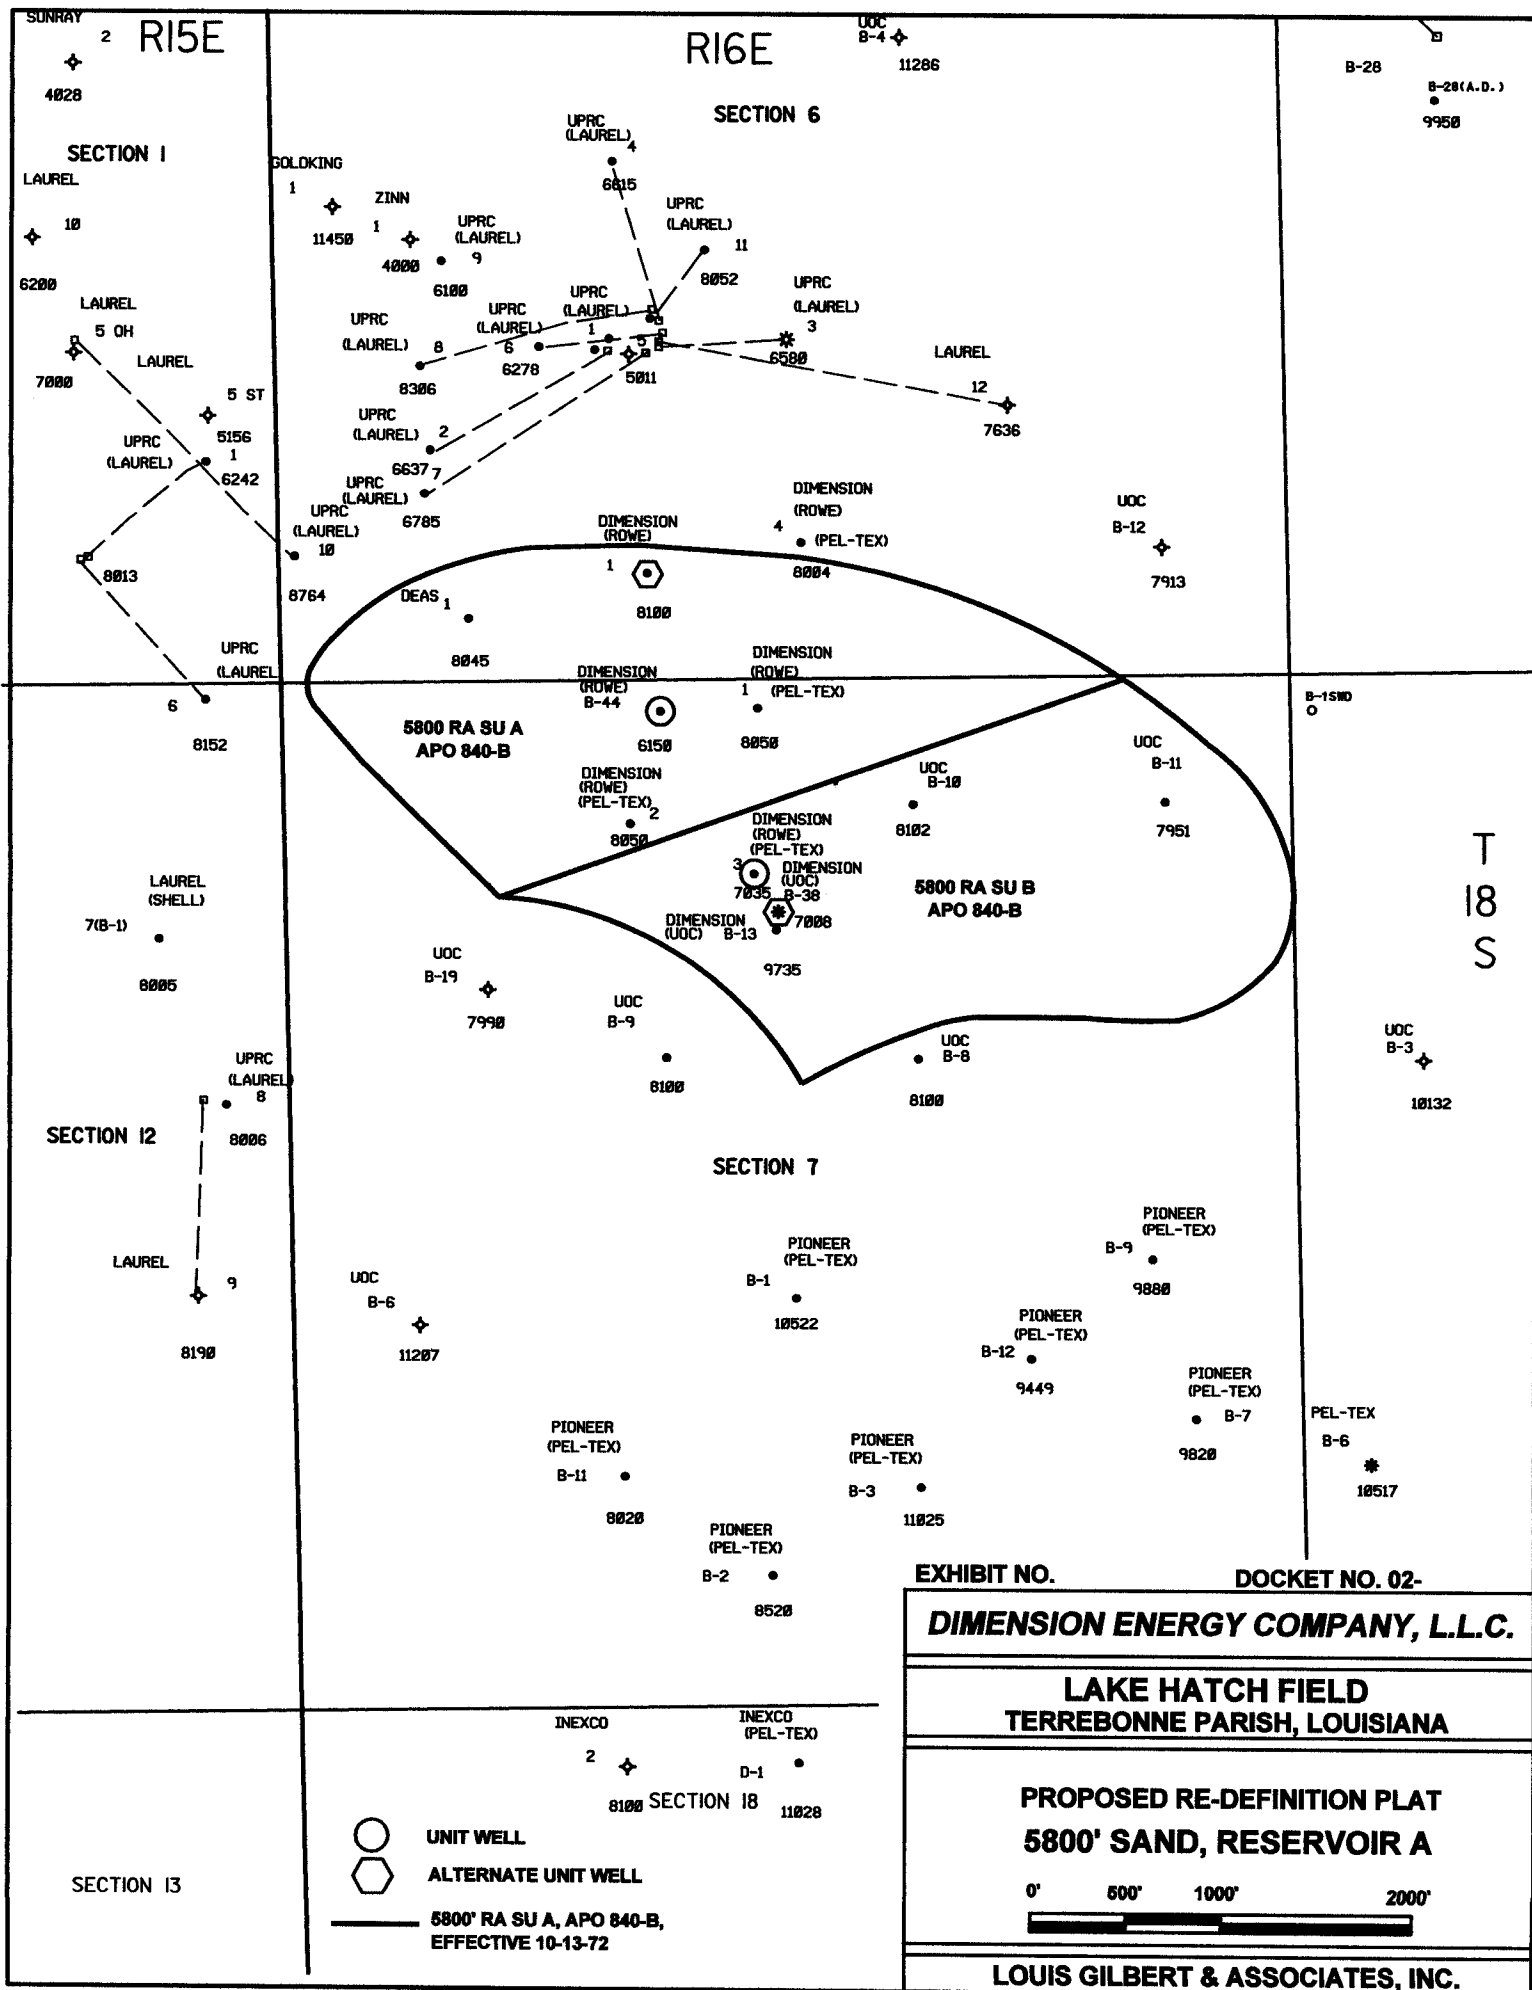 SUNRAY
2
4028
R15E
R16E
UOC
B-4
11286
B-28
B-28(A.D.)
9950
SECTION 6
SECTION 1
LAUREL
10
6200
GOLDKING
1
11450
ZINN
1
4000
UPRC
(LAUREL)
9
6100
UPRC
(LAUREL)
4
6615
UPRC
(LAUREL)
11
8052
LAUREL
5 OH
7000
LAUREL
5 ST
5156
UPRC
(LAUREL)
1
6242
UPRC
(LAUREL)
8
8306
UPRC
(LAUREL)
6
6278
UPRC
(LAUREL)
1
5
5011
UPRC
(LAUREL)
3
6580
LAUREL
12
7636
UPRC
(LAUREL)
2
6637
7
UPRC
(LAUREL)
6785
UPRC
(LAUREL)
10
8764
8013
DIMENSION
(ROWE)
1
8100
DIMENSION
(ROWE)
4
(PEL-TEX)
8004
UOC
B-12
7913
DEAS
1
8045
UPRC
(LAUREL
6
8152
DIMENSION
(ROWE)
B-44
6150
DIMENSION
(ROWE)
1
(PEL-TEX)
8050
B-1SWD
5800 RA SU A
APO 840-B
DIMENSION
(ROWE)
(PEL-TEX)
2
8050
UOC
B-10
8102
UOC
B-11
7951
DIMENSION
(ROWE)
(PEL-TEX)
3
7035
DIMENSION
(UOC)
B-38
7008
DIMENSION
(UOC)
B-13
9735
5800 RA SU B
APO 840-B
T
18
S
LAUREL
(SHELL)
7(B-1)
8005
UOC
B-19
7990
UOC
B-9
8100
UOC
B-8
8100
UOC
B-3
10132
UPRC
(LAUREL)
8
8006
SECTION 12
SECTION 7
LAUREL
9
8190
UOC
B-6
11207
PIONEER
(PEL-TEX)
B-1
10522
PIONEER
(PEL-TEX)
B-9
9880
PIONEER
(PEL-TEX)
B-12
9449
PIONEER
(PEL-TEX)
B-7
9820
PEL-TEX
B-6
10517
PIONEER
(PEL-TEX)
B-11
8020
PIONEER
(PEL-TEX)
B-3
11025
PIONEER
(PEL-TEX)
B-2
8520
INEXCO
2
8100
SECTION 18
INEXCO
(PEL-TEX)
D-1
11028
SECTION 13
UNIT WELL
ALTERNATE UNIT WELL
5800' RA SU A, APO 840-B,
EFFECTIVE 10-13-72
EXHIBIT NO.
DOCKET NO. 02-
DIMENSION ENERGY COMPANY, L.L.C.
LAKE HATCH FIELD
TERREBONNE PARISH, LOUISIANA
PROPOSED RE-DEFINITION PLAT
5800' SAND, RESERVOIR A
0' 500' 1000' 2000'
LOUIS GILBERT & ASSOCIATES, INC.